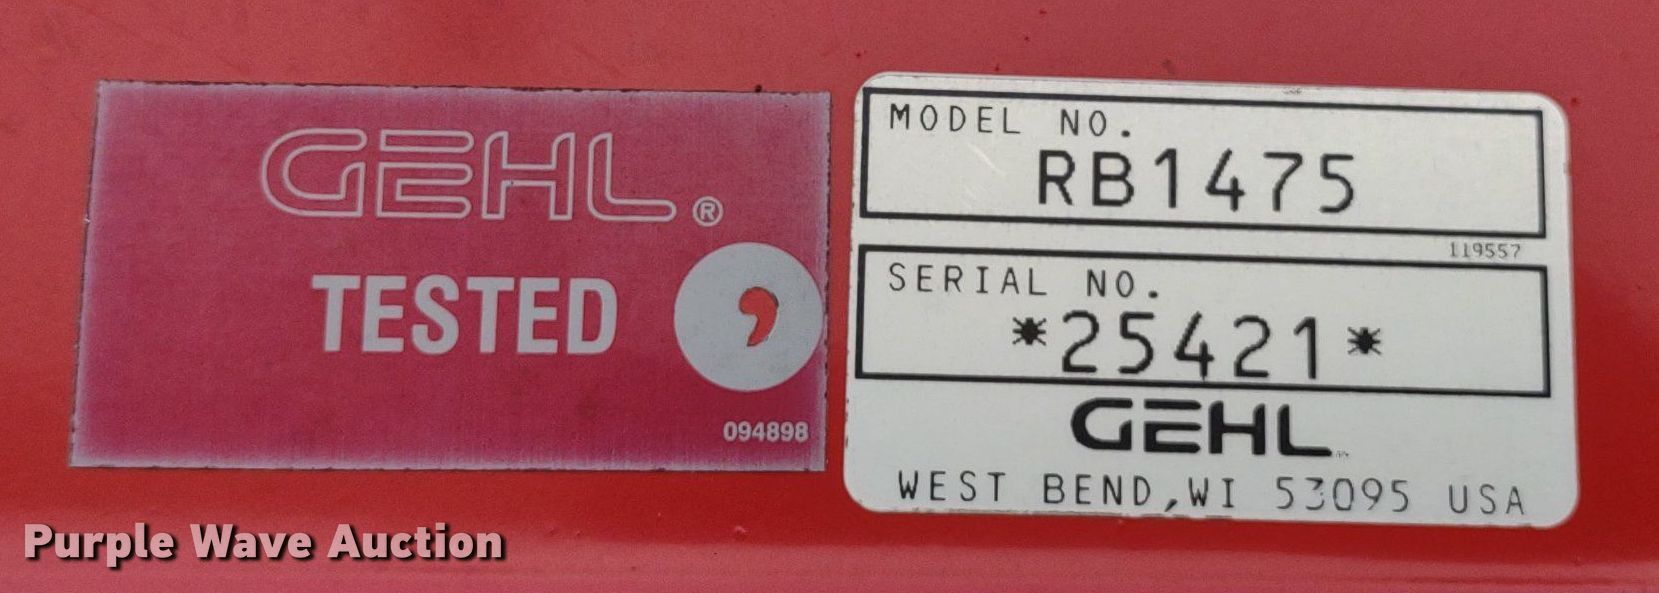 GEHL®
TESTED
094898
MODEL NO.
RB1475
119557
SERIAL NO.
*25421*
GEHL
WEST BEND, WI 53095 USA
Purple Wave Auction